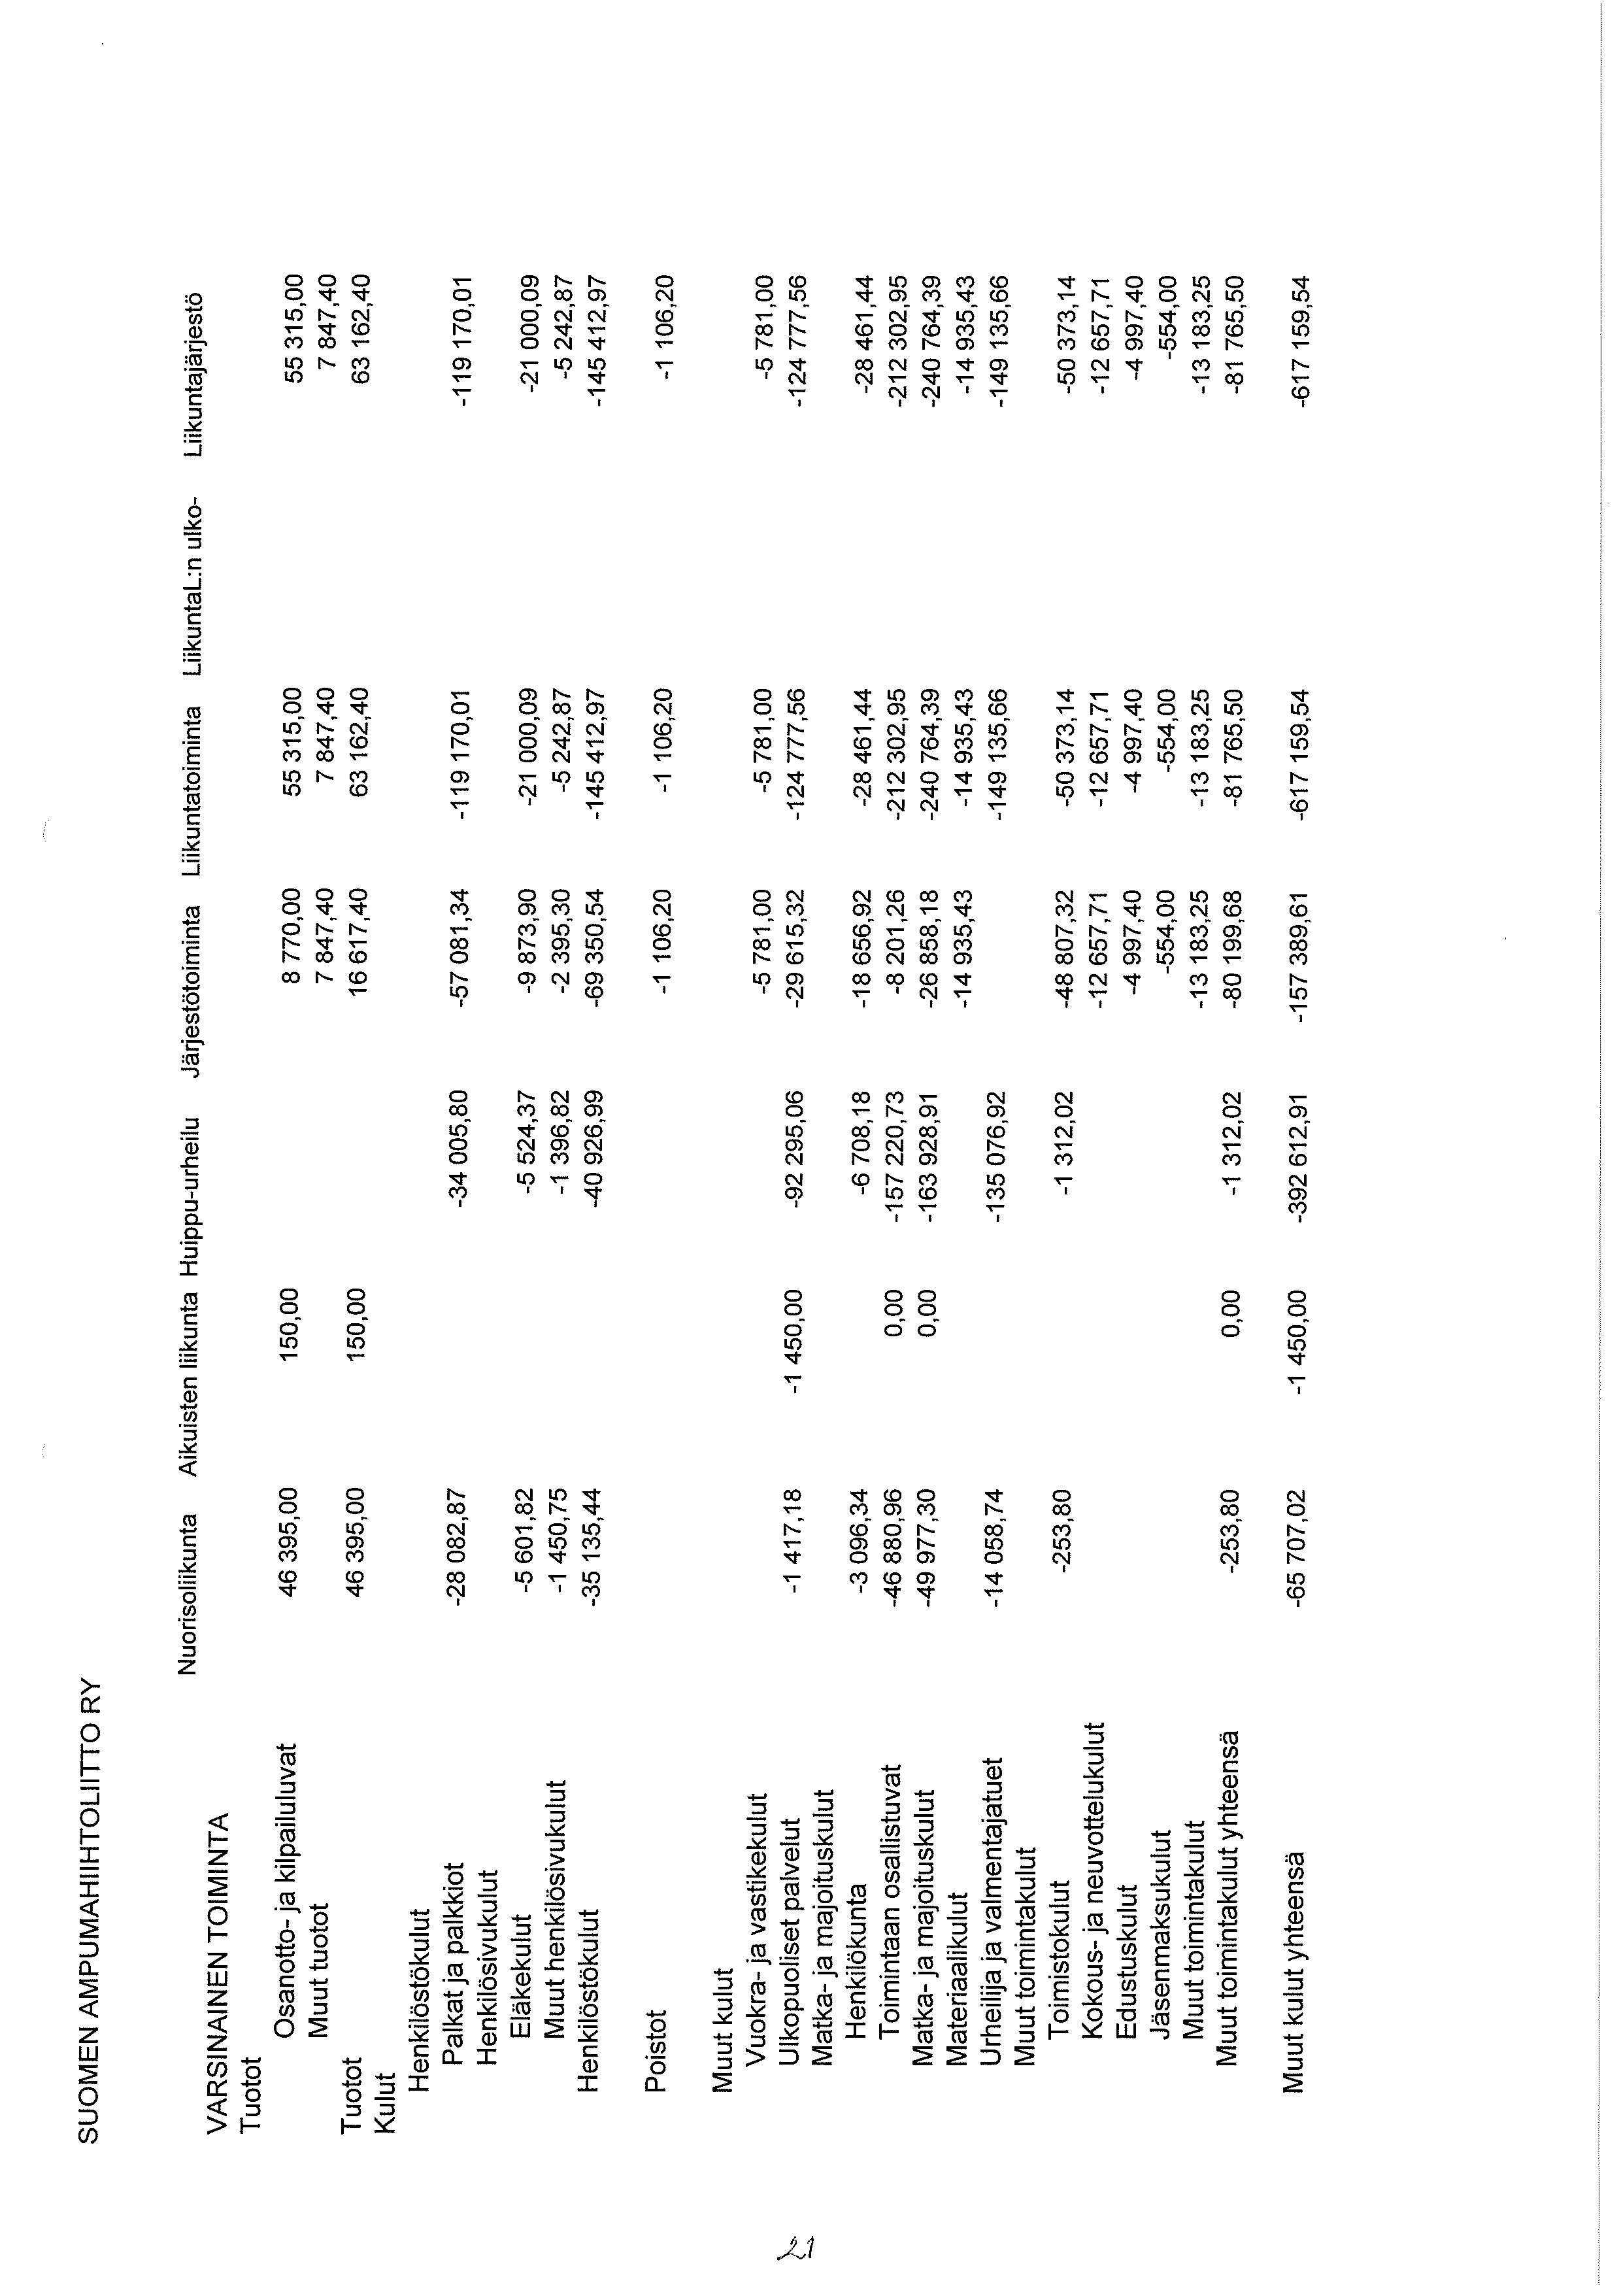 SUOMEN AMPUMAHIIHTOLIITTO RY
Nuorisoliikunta Aikuisten liikunta Huippu-urheilu Järjestötoiminta Liikuntatoiminta LiikuntaL:n ulko- Liikuntajärjestö
VARSINAINEN TOIMINTA
Tuotot
Osanotto- ja kilpailuluvat 46 395,00 150,00 8 770,00 55 315,00 55 315,00
Muut tuotot 7 847,40 7 847,40 7 847,40
Tuotot 46 395,00 150,00 16 617,40 63 162,40 63 162,40
Kulut
Henkilöstökulut
Palkat ja palkkiot -28 082,87 -34 005,80 -57 081,34 -119 170,01 -119 170,01
Henkilösivukulut
Eläkekulut -5 601,82 -5 524,37 -9 873,90 -21 000,09 -21 000,09
Muut henkilösivukulut -1 450,75 -1 396,82 -2 395,30 -5 242,87 -5 242,87
Henkilöstökulut -35 135,44 -40 926,99 -69 350,54 -145 412,97 -145 412,97
Poistot -1 106,20 -1 106,20 -1 106,20
Muut kulut
Vuokra- ja vastikekulut -5 781,00 -5 781,00 -5 781,00
Ulkopuoliset palvelut -1 417,18 -1 450,00 -92 295,06 -29 615,32 -124 777,56 -124 777,56
Matka- ja majoituskulut
Henkilökunta -3 096,34 -6 708,18 -18 656,92 -28 461,44 -28 461,44
Toimintaan osallistuvat -46 880,96 0,00 -157 220,73 -8 201,26 -212 302,95 -212 302,95
Matka- ja majoituskulut -49 977,30 0,00 -163 928,91 -26 858,18 -240 764,39 -240 764,39
Materiaalikulut -14 935,43 -14 935,43 -14 935,43
Urheilija ja valmentajatuet -14 058,74 -135 076,92 -149 135,66 -149 135,66
Muut toimintakulut
Toimistokulut -253,80 -1 312,02 -48 807,32 -50 373,14 -50 373,14
Kokous- ja neuvottelukulut -12 657,71 -12 657,71 -12 657,71
Edustuskulut -4 997,40 -4 997,40 -4 997,40
Jäsenmaksukulut -554,00 -554,00 -554,00
Muut toimintakulut -13 183,25 -13 183,25 -13 183,25
Muut toimintakulut yhteensä -253,80 0,00 -1 312,02 -80 199,68 -81 765,50 -81 765,50
Muut kulut yhteensä -65 707,02 -1 450,00 -392 612,91 -157 389,61 -617 159,54 -617 159,54
21